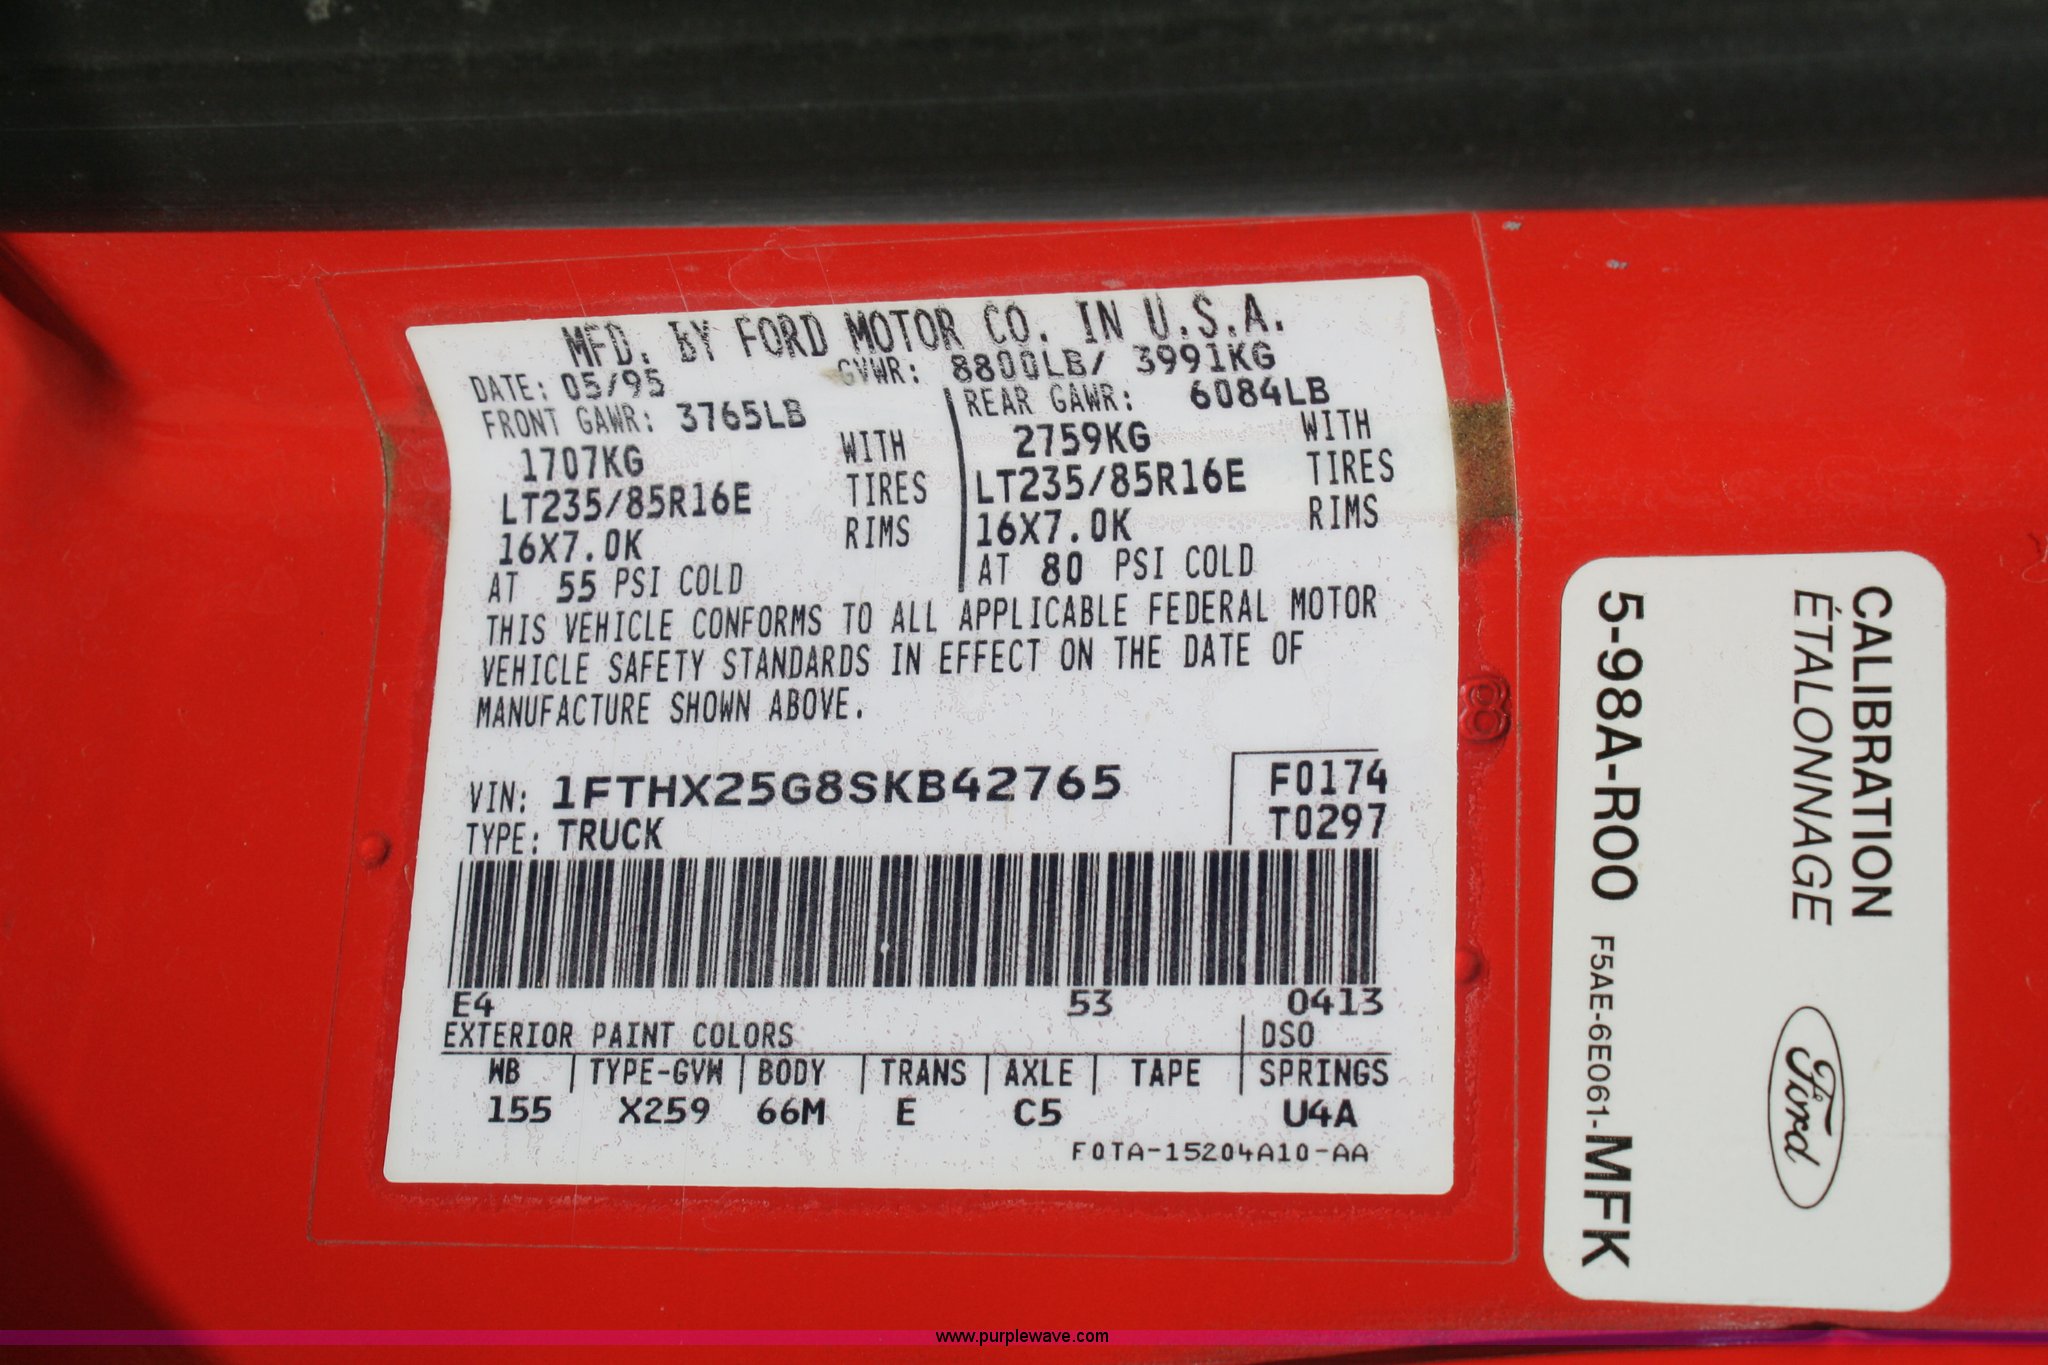 MFD. BY FORD MOTOR CO. IN U.S.A.
DATE: 05/95 GVWR: 8800LB/ 3991KG
FRONT GAWR: 3765LB REAR GAWR: 6084LB
1707KG WITH 2759KG WITH
LT235/85R16E TIRES LT235/85R16E TIRES
16X7.0K RIMS 16X7.0K RIMS
AT 55 PSI COLD AT 80 PSI COLD
THIS VEHICLE CONFORMS TO ALL APPLICABLE FEDERAL MOTOR
VEHICLE SAFETY STANDARDS IN EFFECT ON THE DATE OF
MANUFACTURE SHOWN ABOVE.
VIN: 1FTHX25G8SKB42765 F0174
TYPE: TRUCK T0297
E4 53 0413
EXTERIOR PAINT COLORS DSO
WB TYPE-GVW BODY TRANS AXLE TAPE SPRINGS
155 X259 66M E C5 U4A
F0TA-15204A10-AA
CALIBRATION
ÉTALONNAGE
Ford
5-98A-R00 F5AE-6E061-MFK
8
www.purplewave.com